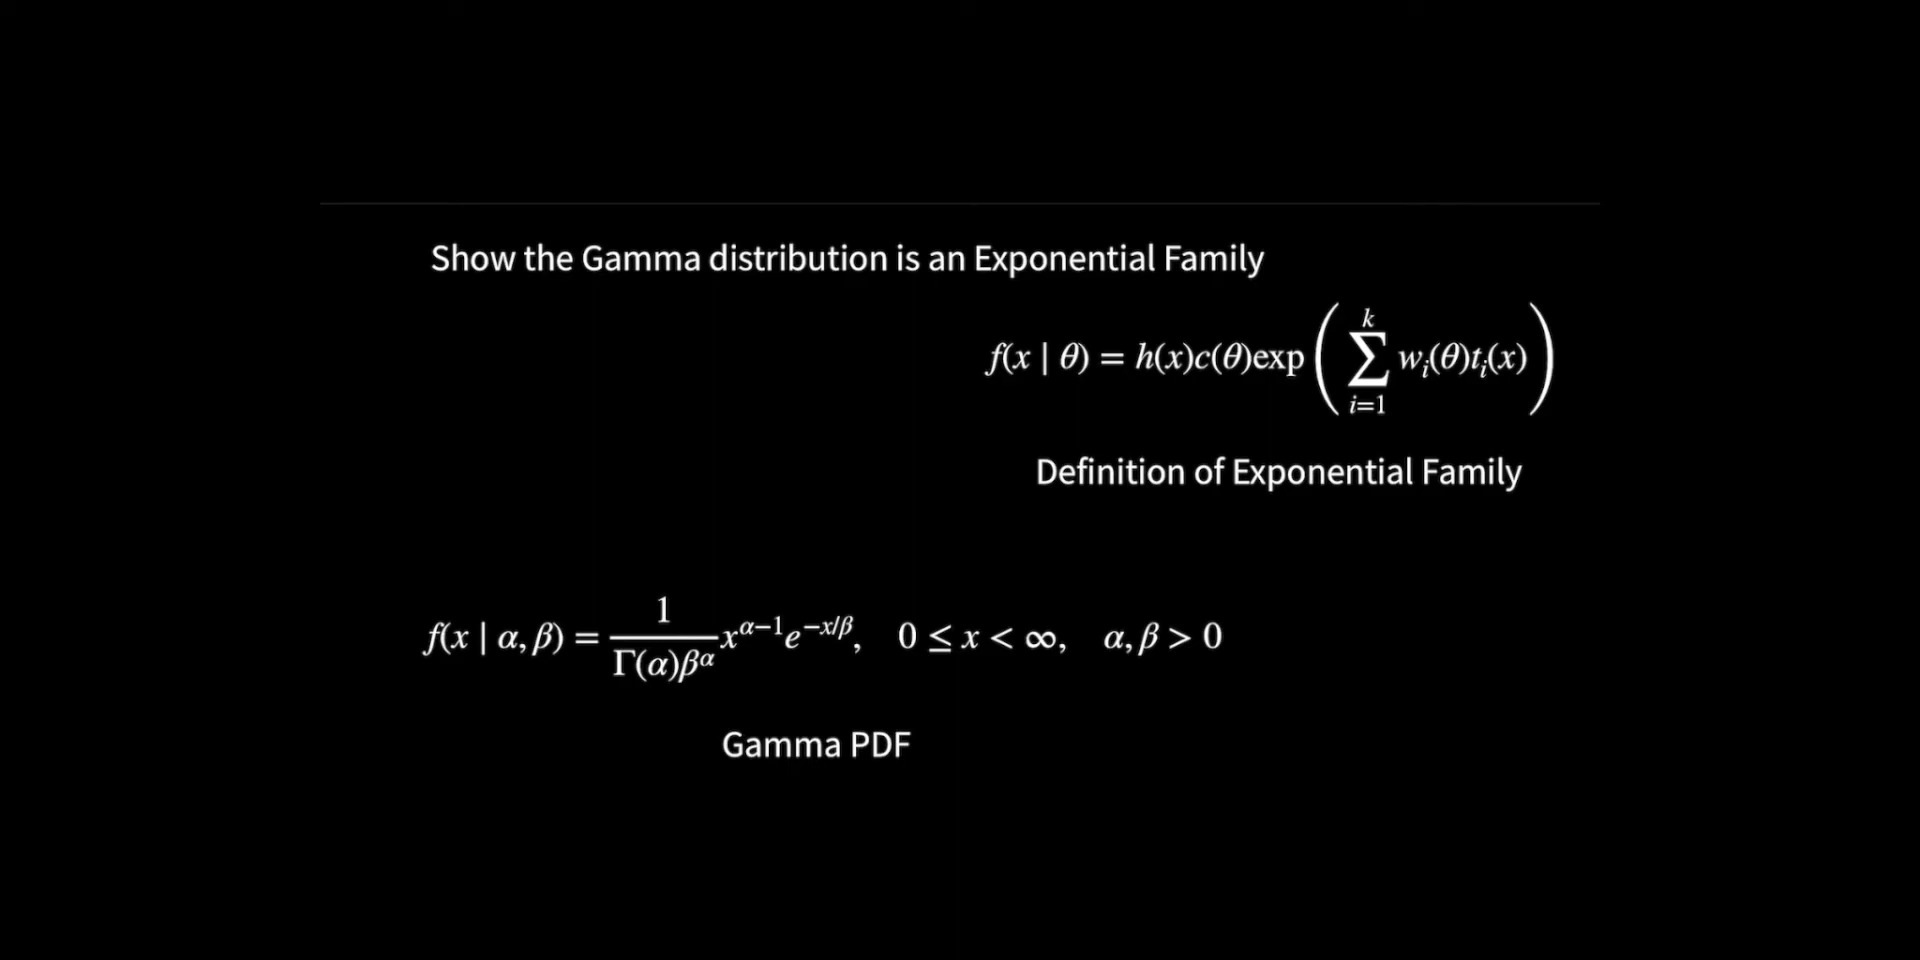 Show the Gamma distribution is an Exponential Family
f(x | θ) = h(x)c(θ)exp( ∑_{i=1}^{k} w_i(θ)t_i(x) )
Definition of Exponential Family
f(x | α, β) = \frac{1}{Γ(α)β^α} x^{α−1} e^{−x/β}, 0 ≤ x < ∞, α, β > 0
Gamma PDF